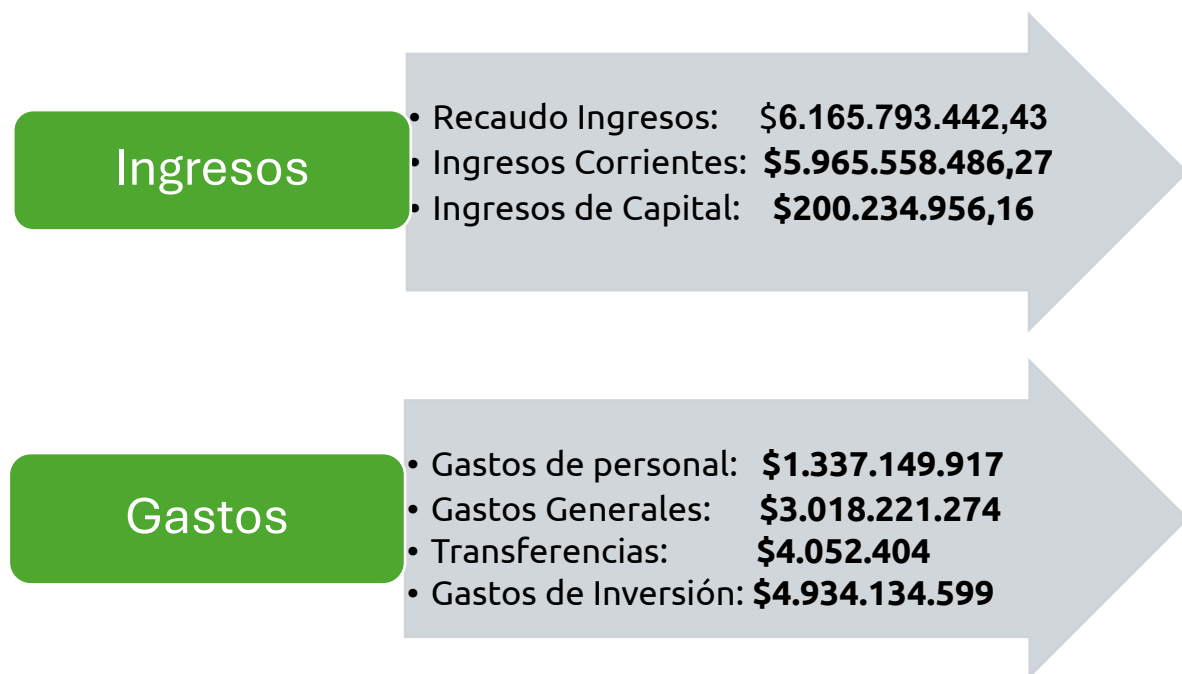 Ingresos
• Recaudo Ingresos: $6.165.793.442,43
• Ingresos Corrientes: $5.965.558.486,27
• Ingresos de Capital: $200.234.956,16
Gastos
• Gastos de personal: $1.337.149.917
• Gastos Generales: $3.018.221.274
• Transferencias: $4.052.404
• Gastos de Inversión: $4.934.134.599